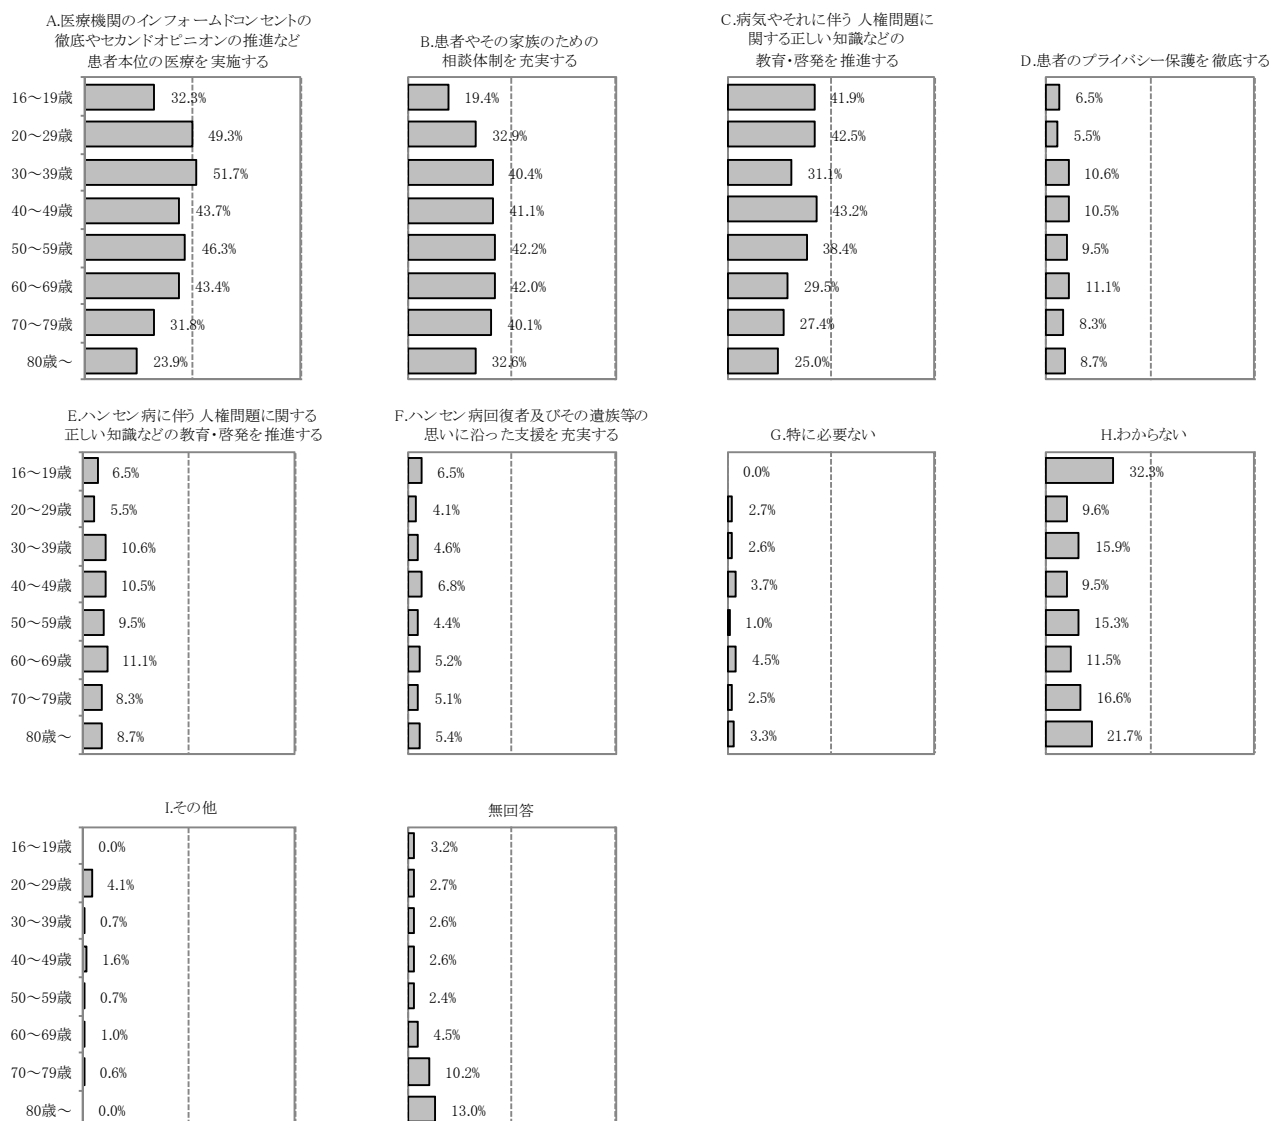 A.医療機関のインフォームドコンセントの
徹底やセカンドオピニオンの推進など
患者本位の医療を実施する
16～19歳 32.3%
20～29歳 49.3%
30～39歳 51.7%
40～49歳 43.7%
50～59歳 46.3%
60～69歳 43.4%
70～79歳 31.8%
80歳～ 23.9%
B.患者やその家族のための
相談体制を充実する
19.4%
32.9%
40.4%
41.1%
42.2%
42.0%
40.1%
32.6%
C.病気やそれに伴う人権問題に
関する正しい知識などの
教育・啓発を推進する
41.9%
42.5%
31.1%
43.2%
38.4%
29.5%
27.4%
25.0%
D.患者のプライバシー保護を徹底する
6.5%
5.5%
10.6%
10.5%
9.5%
11.1%
8.3%
8.7%
E.ハンセン病に伴う人権問題に関する
正しい知識などの教育・啓発を推進する
16～19歳 6.5%
20～29歳 5.5%
30～39歳 10.6%
40～49歳 10.5%
50～59歳 9.5%
60～69歳 11.1%
70～79歳 8.3%
80歳～ 8.7%
F.ハンセン病回復者及びその遺族等の
思いに沿った支援を充実する
6.5%
4.1%
4.6%
6.8%
4.4%
5.2%
5.1%
5.4%
G.特に必要ない
0.0%
2.7%
2.6%
3.7%
1.0%
4.5%
2.5%
3.3%
H.わからない
32.3%
9.6%
15.9%
9.5%
15.3%
11.5%
16.6%
21.7%
I.その他
16～19歳 0.0%
20～29歳 4.1%
30～39歳 0.7%
40～49歳 1.6%
50～59歳 0.7%
60～69歳 1.0%
70～79歳 0.6%
80歳～ 0.0%
無回答
3.2%
2.7%
2.6%
2.6%
2.4%
4.5%
10.2%
13.0%